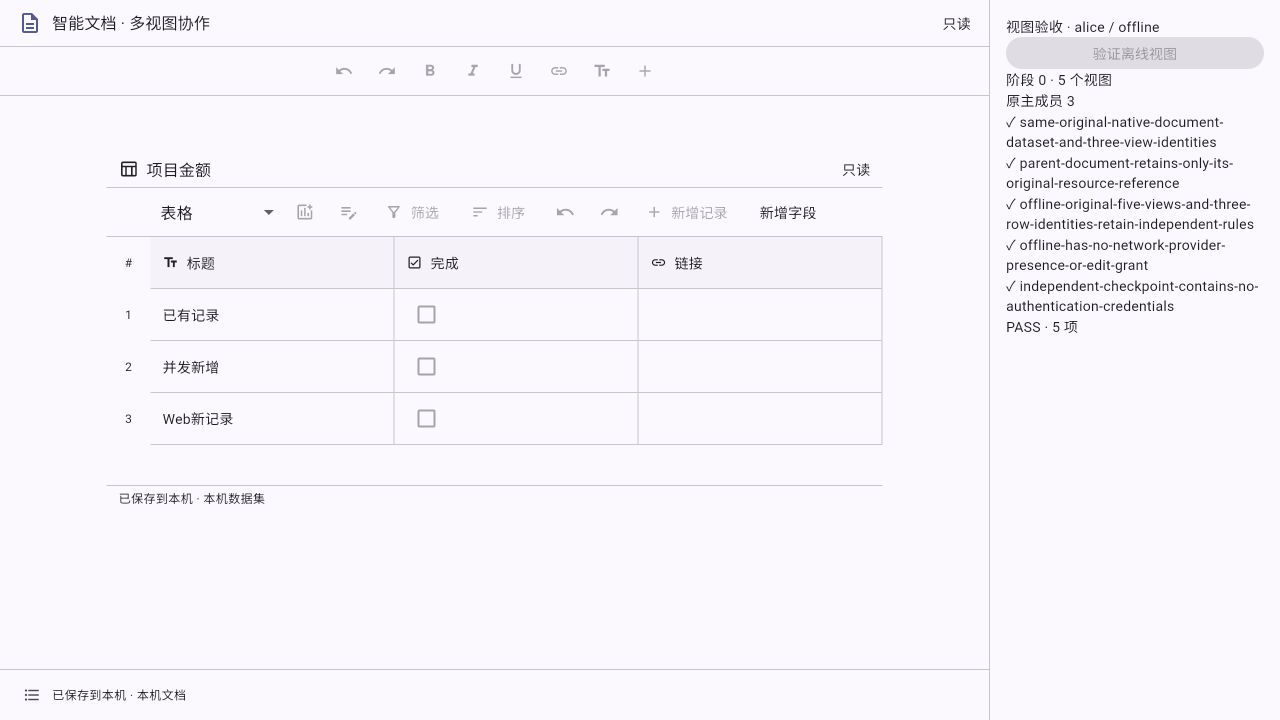 智能文档 · 多视图协作
只读
项目金额
只读
表格
筛选
排序
新增记录
新增字段
# 标题 完成 链接
1 已有记录
2 并发新增
3 Web新记录
已保存到本机 · 本机数据集
已保存到本机 · 本机文档
视图验收 · alice / offline
验证离线视图
阶段 0 · 5 个视图
原主成员 3
✓ same-original-native-document-
dataset-and-three-view-identities
✓ parent-document-retains-only-its-
original-resource-reference
✓ offline-original-five-views-and-three-
row-identities-retain-independent-rules
✓ offline-has-no-network-provider-
presence-or-edit-grant
✓ independent-checkpoint-contains-no-
authentication-credentials
PASS · 5 项